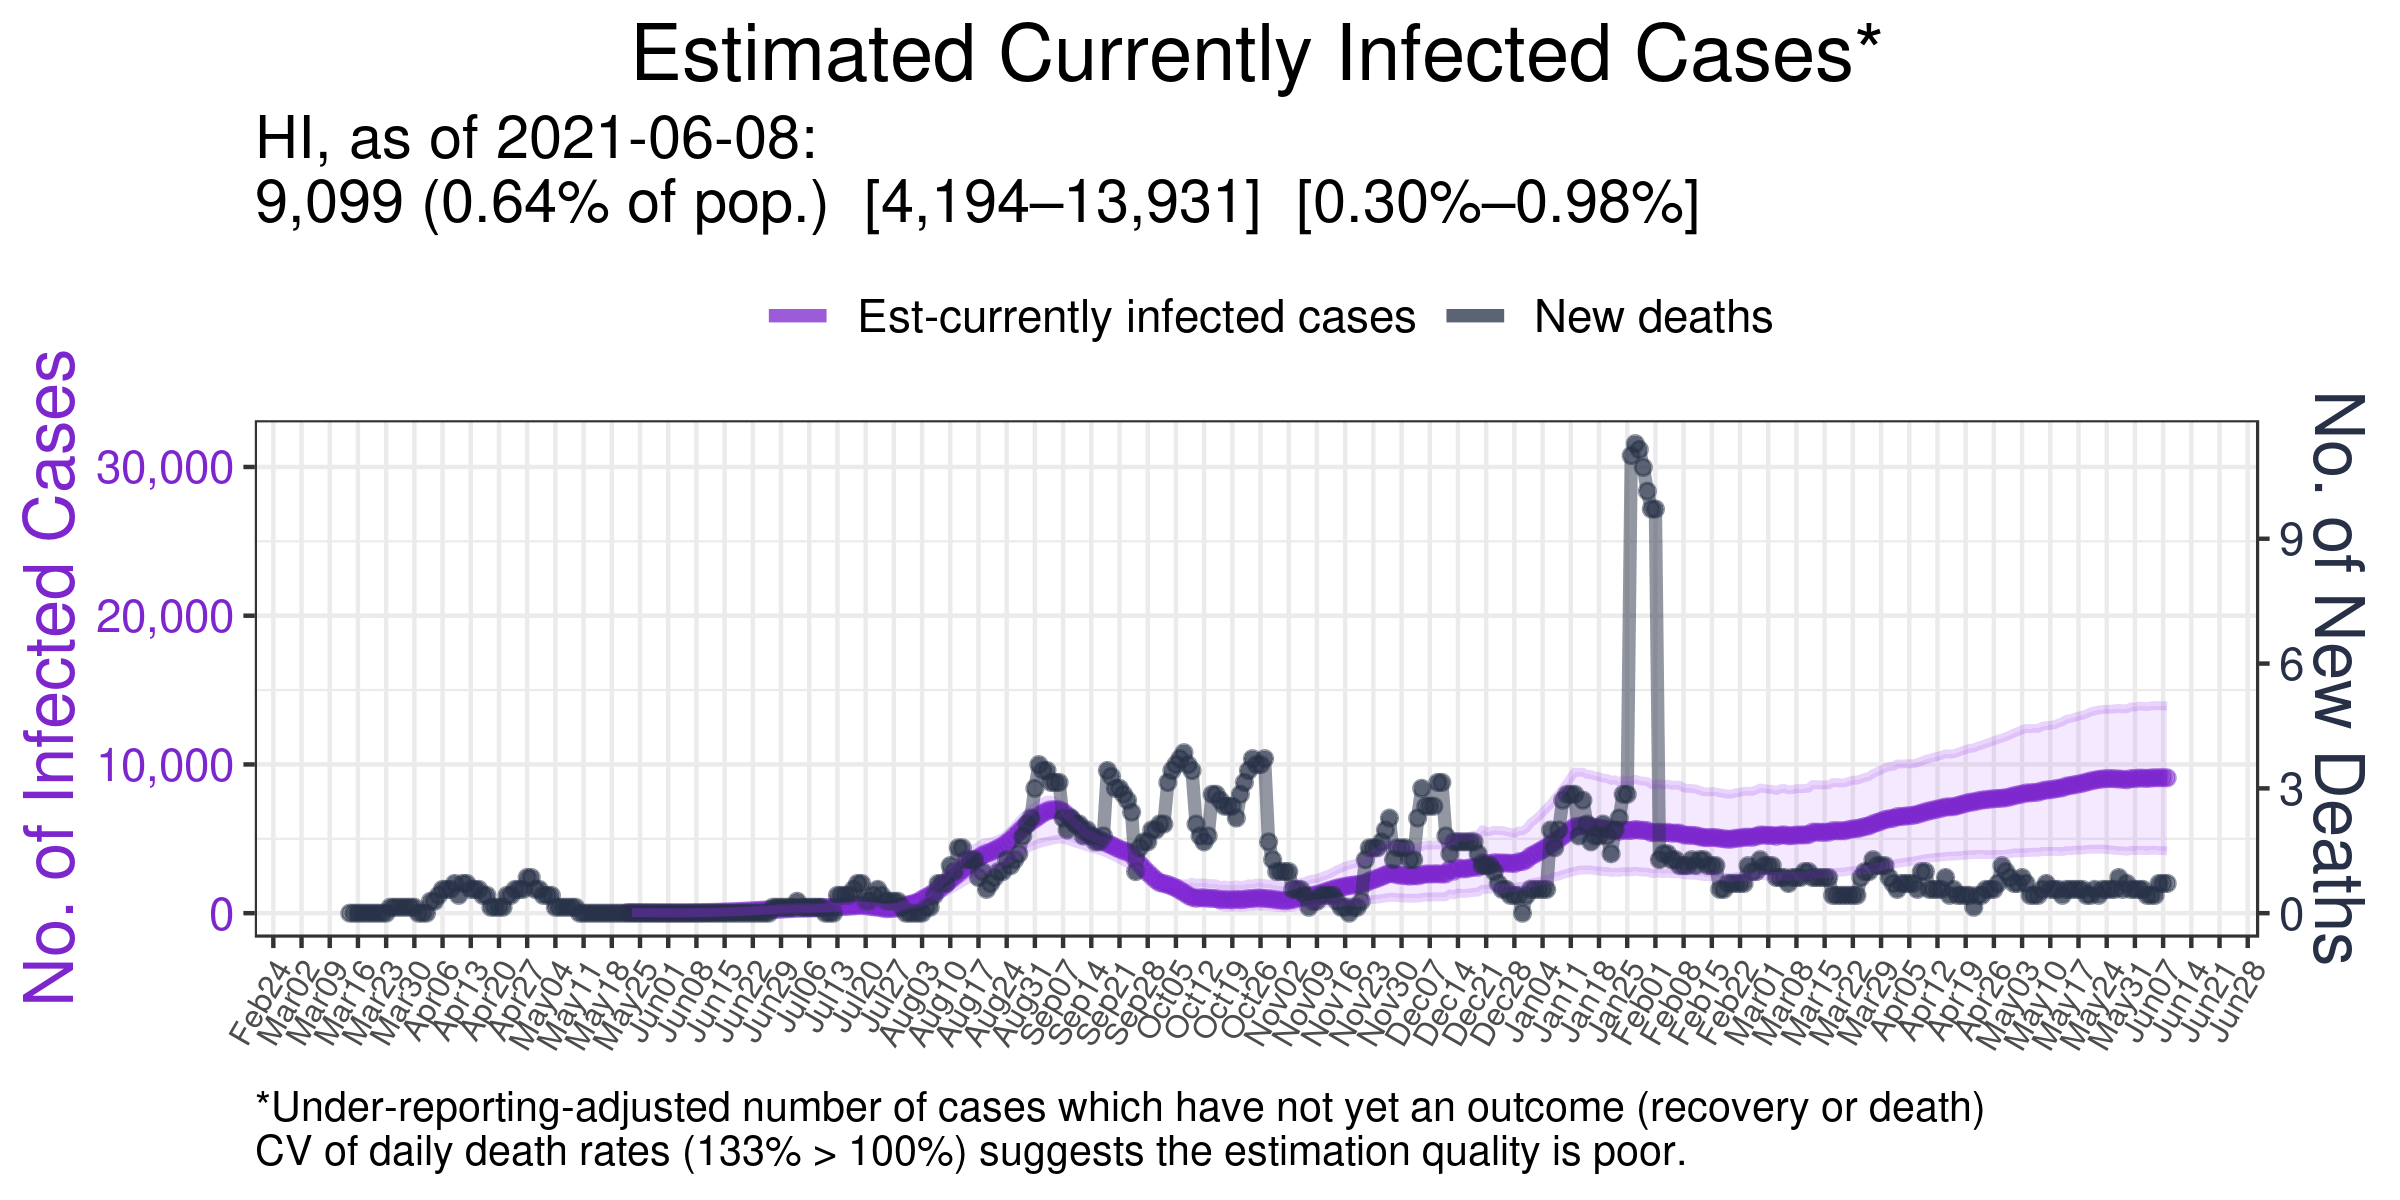 Estimated Currently Infected Cases*
HI, as of 2021-06-08:
9,099 (0.64% of pop.) [4,194–13,931] [0.30%–0.98%]
Est-currently infected cases
New deaths
No. of Infected Cases
30,000
20,000
10,000
0
No. of New Deaths
9
6
3
0
Feb24
Mar02
Mar09
Mar16
Mar23
Mar30
Apr06
Apr13
Apr20
Apr27
May04
May11
May18
May25
Jun01
Jun08
Jun15
Jun22
Jun29
Jul06
Jul13
Jul20
Jul27
Aug03
Aug10
Aug17
Aug24
Aug31
Sep07
Sep14
Sep21
Sep28
Oct05
Oct12
Oct19
Oct26
Nov02
Nov09
Nov16
Nov23
Nov30
Dec07
Dec14
Dec21
Dec28
Jan04
Jan11
Jan18
Jan25
Feb01
Feb08
Feb15
Feb22
Mar01
Mar08
Mar15
Mar22
Mar29
Apr05
Apr12
Apr19
Apr26
May03
May10
May17
May24
May31
Jun07
Jun14
Jun21
Jun28
*Under-reporting-adjusted number of cases which have not yet an outcome (recovery or death)
CV of daily death rates (133% > 100%) suggests the estimation quality is poor.